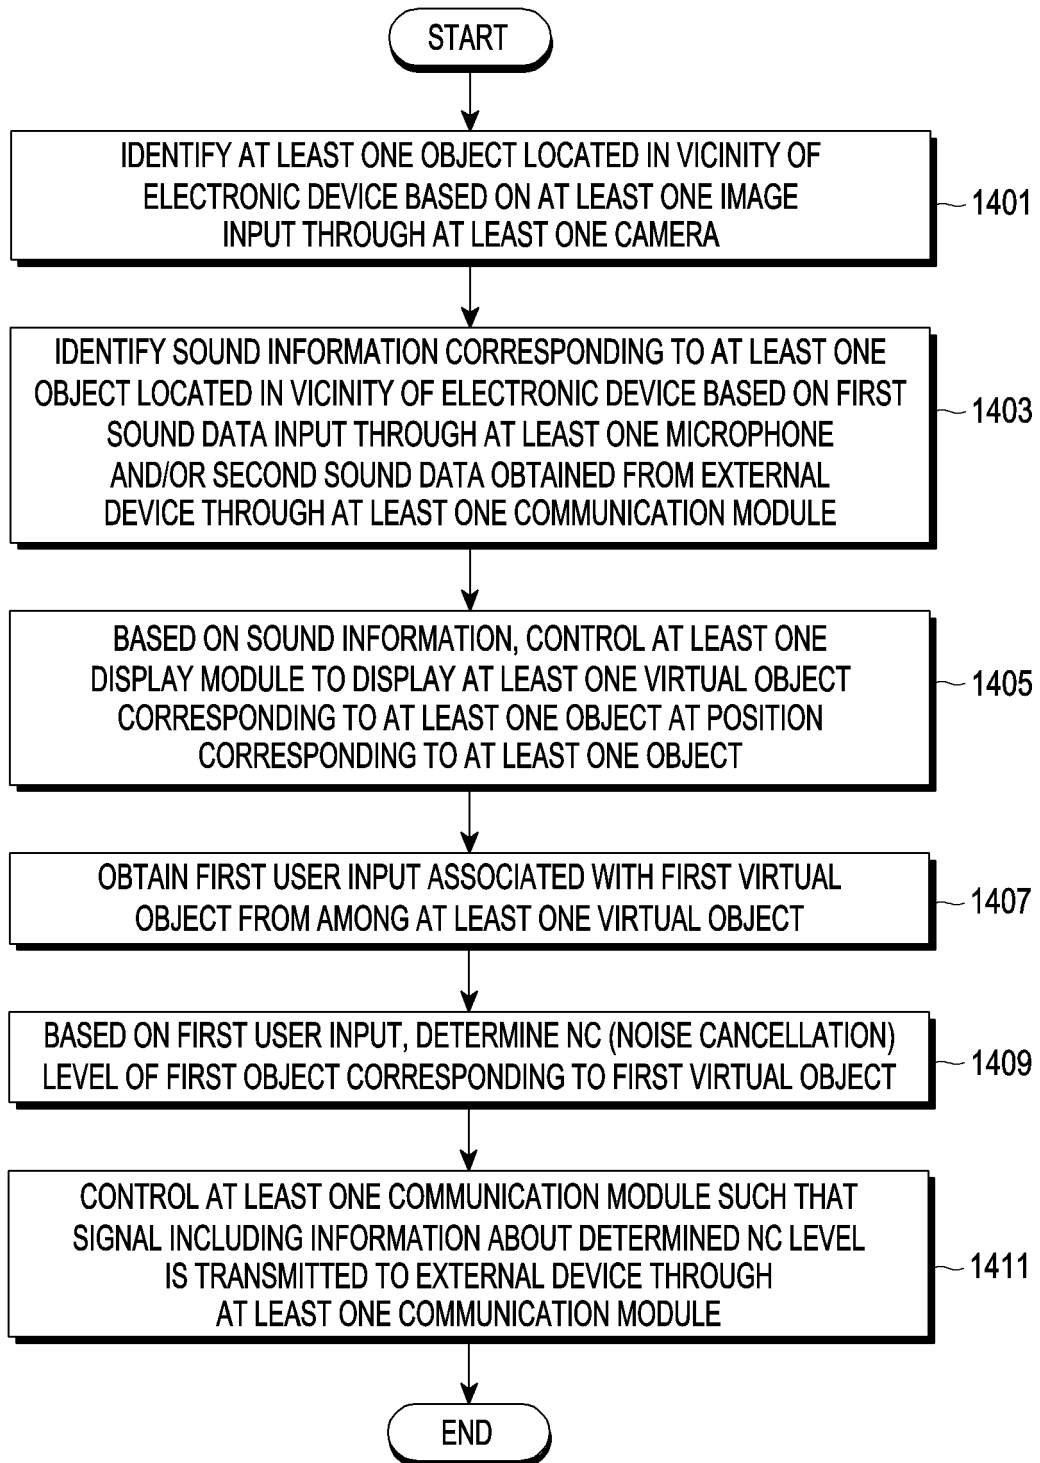 START
IDENTIFY AT LEAST ONE OBJECT LOCATED IN VICINITY OF
ELECTRONIC DEVICE BASED ON AT LEAST ONE IMAGE
INPUT THROUGH AT LEAST ONE CAMERA
1401
IDENTIFY SOUND INFORMATION CORRESPONDING TO AT LEAST ONE
OBJECT LOCATED IN VICINITY OF ELECTRONIC DEVICE BASED ON FIRST
SOUND DATA INPUT THROUGH AT LEAST ONE MICROPHONE
AND/OR SECOND SOUND DATA OBTAINED FROM EXTERNAL
DEVICE THROUGH AT LEAST ONE COMMUNICATION MODULE
1403
BASED ON SOUND INFORMATION, CONTROL AT LEAST ONE
DISPLAY MODULE TO DISPLAY AT LEAST ONE VIRTUAL OBJECT
CORRESPONDING TO AT LEAST ONE OBJECT AT POSITION
CORRESPONDING TO AT LEAST ONE OBJECT
1405
OBTAIN FIRST USER INPUT ASSOCIATED WITH FIRST VIRTUAL
OBJECT FROM AMONG AT LEAST ONE VIRTUAL OBJECT
1407
BASED ON FIRST USER INPUT, DETERMINE NC (NOISE CANCELLATION)
LEVEL OF FIRST OBJECT CORRESPONDING TO FIRST VIRTUAL OBJECT
1409
CONTROL AT LEAST ONE COMMUNICATION MODULE SUCH THAT
SIGNAL INCLUDING INFORMATION ABOUT DETERMINED NC LEVEL
IS TRANSMITTED TO EXTERNAL DEVICE THROUGH
AT LEAST ONE COMMUNICATION MODULE
1411
END